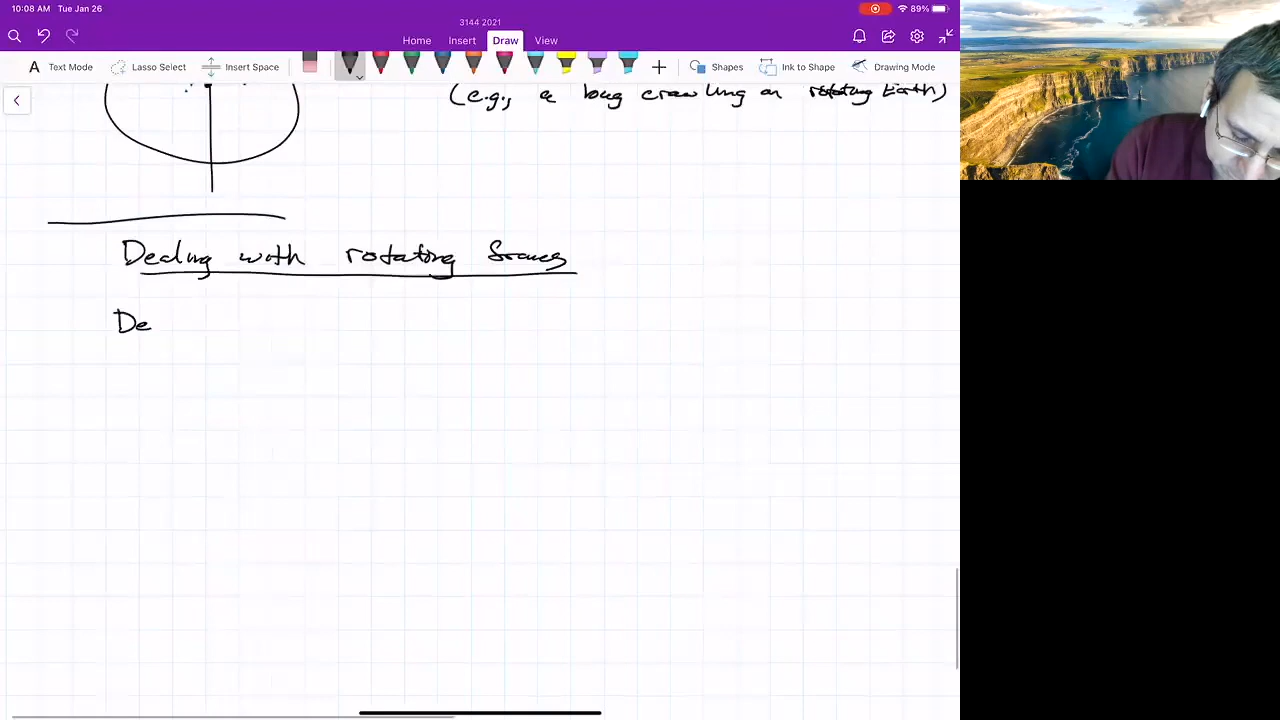 10:08 AM Tue Jan 26
89%
3144 2021
Home Insert Draw View
A Text Mode Lasso Select Insert Space Shapes Ink to Shape Drawing Mode
(e.g., a bug crawling on rotating Earth)
Dealing with rotating frames
De